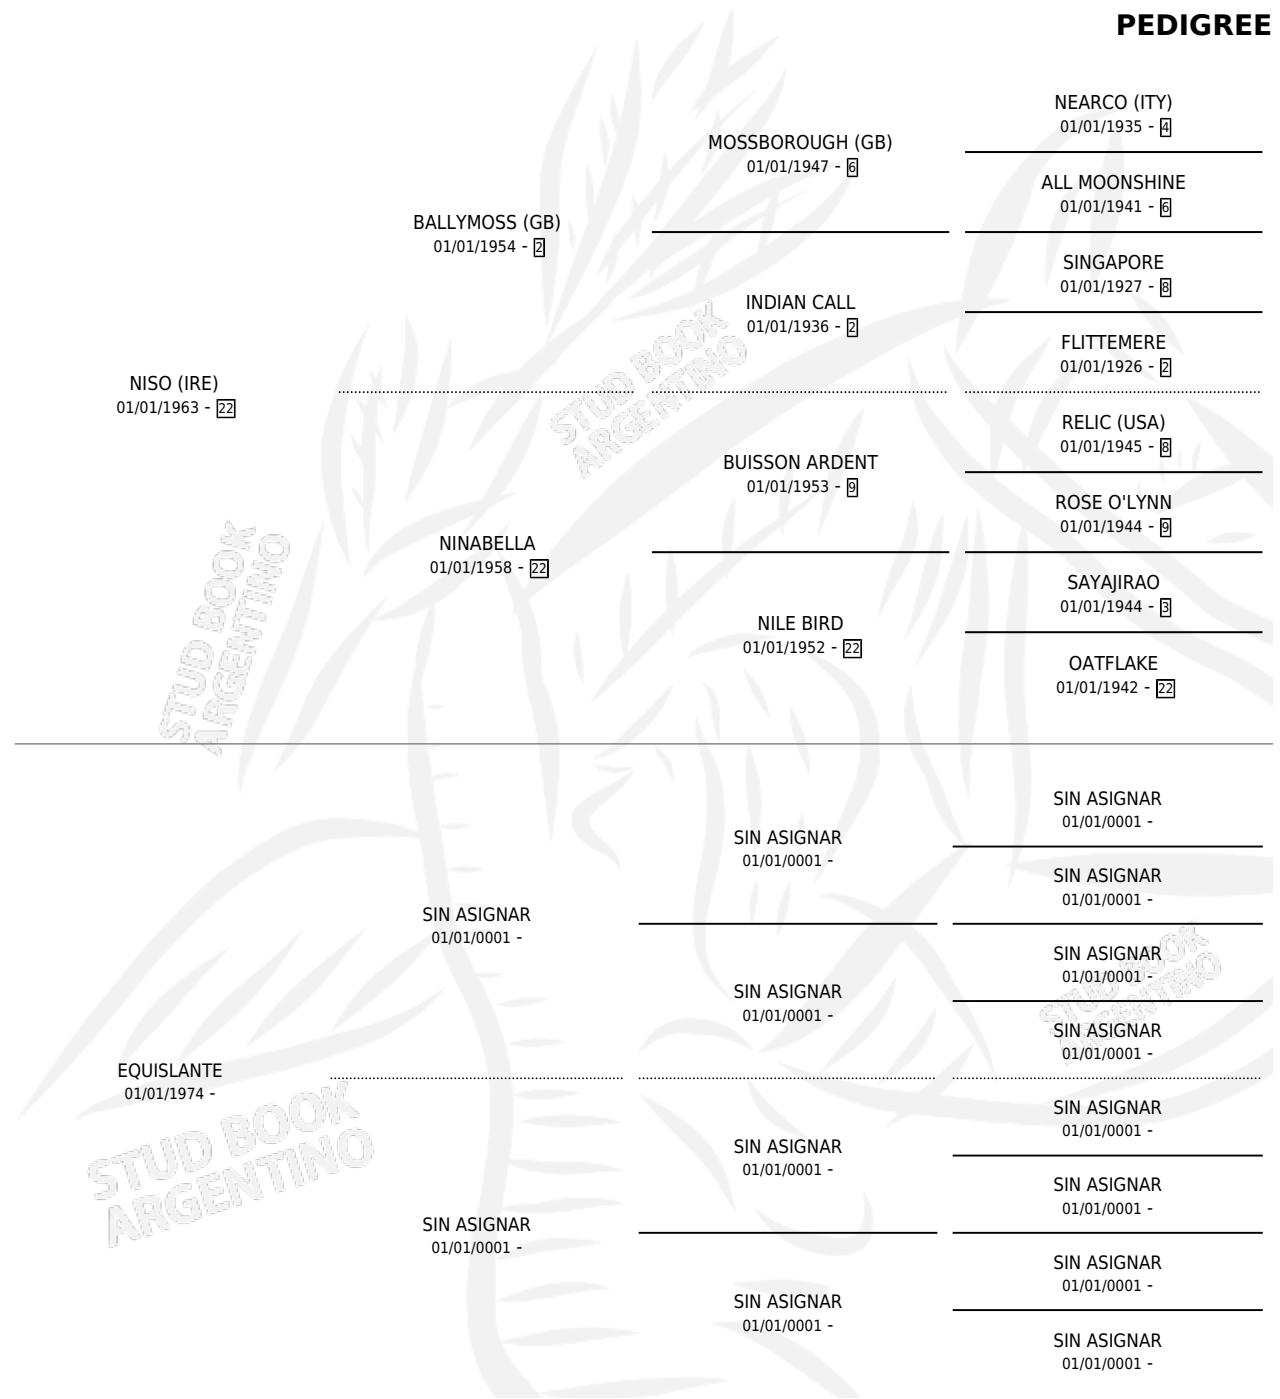 PEDIGREE
NEARCO (ITY)
01/01/1935 - 4
MOSSBOROUGH (GB)
01/01/1947 - 6
ALL MOONSHINE
01/01/1941 - 6
BALLYMOSS (GB)
01/01/1954 - 2
SINGAPORE
01/01/1927 - 8
INDIAN CALL
01/01/1936 - 2
FLITTEMERE
01/01/1926 - 2
NISO (IRE)
01/01/1963 - 22
RELIC (USA)
01/01/1945 - 8
BUISSON ARDENT
01/01/1953 - 9
ROSE O'LYNN
01/01/1944 - 9
NINABELLA
01/01/1958 - 22
SAYAJIRAO
01/01/1944 - 3
NILE BIRD
01/01/1952 - 22
OATFLAKE
01/01/1942 - 22
STUD BOOK
ARGENTINO
STUD BOOK
ARGENTINO
SIN ASIGNAR
01/01/0001 -
SIN ASIGNAR
01/01/0001 -
SIN ASIGNAR
01/01/0001 -
SIN ASIGNAR
01/01/0001 -
SIN ASIGNAR
01/01/0001 -
SIN ASIGNAR
01/01/0001 -
SIN ASIGNAR
01/01/0001 -
STUD BOOK
ARGENTINO
EQUISLANTE
01/01/1974 -
SIN ASIGNAR
01/01/0001 -
SIN ASIGNAR
01/01/0001 -
SIN ASIGNAR
01/01/0001 -
SIN ASIGNAR
01/01/0001 -
SIN ASIGNAR
01/01/0001 -
SIN ASIGNAR
01/01/0001 -
SIN ASIGNAR
01/01/0001 -
STUD BOOK
ARGENTINO